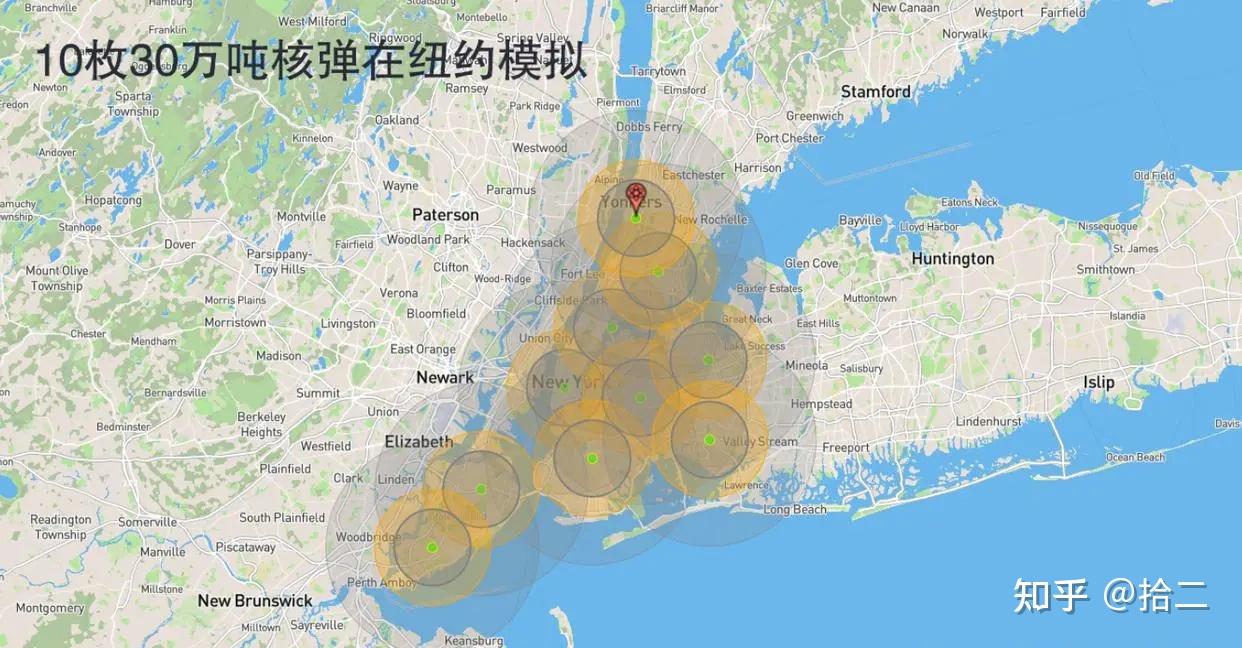 Branchville
Hamburg
Sloatsburg
Briarcliff Manor
New Canaan
Westport
Fairfield
Montebello
Franklin
West Milford
Norwalk
Ringwood
Spring Valley
10枚30万吨核弹在纽约模拟
Ogdensburg
Nanuet
Tarrytown
Stamford
Newton
Sparta
Township
Ramsey
Park Ridge
Piermont
Elmsford
Greenwich
Oakland
Dobbs Ferry
Port Chester
Kinnelon
Andover
Westwood
Harrison
Eastchester
Alpine
Old Field
Wayne
Paramus
Yonkers
Hopatcong
Eatons Neck
Stanhope
Montville
Paterson
New Rochelle
Bayville
Lloyd Harbor
Nissequogue
Dover
Fairfield
Woodland Park
Hackensack
St. James
Parsippany-
Troy Hills
Huntington
Mount Olive
Township
Clifton
Wood-Ridge
Fort Lee
Glen Cove
Smithtown
Verona
Baxter Estates
Muttontown
Morris Plains
Cliffside Park
Bloomfield
Islandia
Morristown
Livingston
Great Neck
East Hills
Chester
Mendham
Union City
East Orange
Lake Success
Madison
Mineola
Salisbury
Newark
New York
Islip
Summit
Union
Hempstead
Berkeley
Heights
Lindenhurst
Davis
Bedminster
Westfield
Elizabeth
Valley Stream
Freeport
Ocean Beach
Plainfield
Clark
Linden
Lawrence
Long Beach
Readington
Township
Somerville
South Plainfield
Woodbridge
Manville
Piscataway
Perth Amboy
Millstone
Montgomery
New Brunswick
知乎 @拾二
Milltown
Sayreville
Keansburg